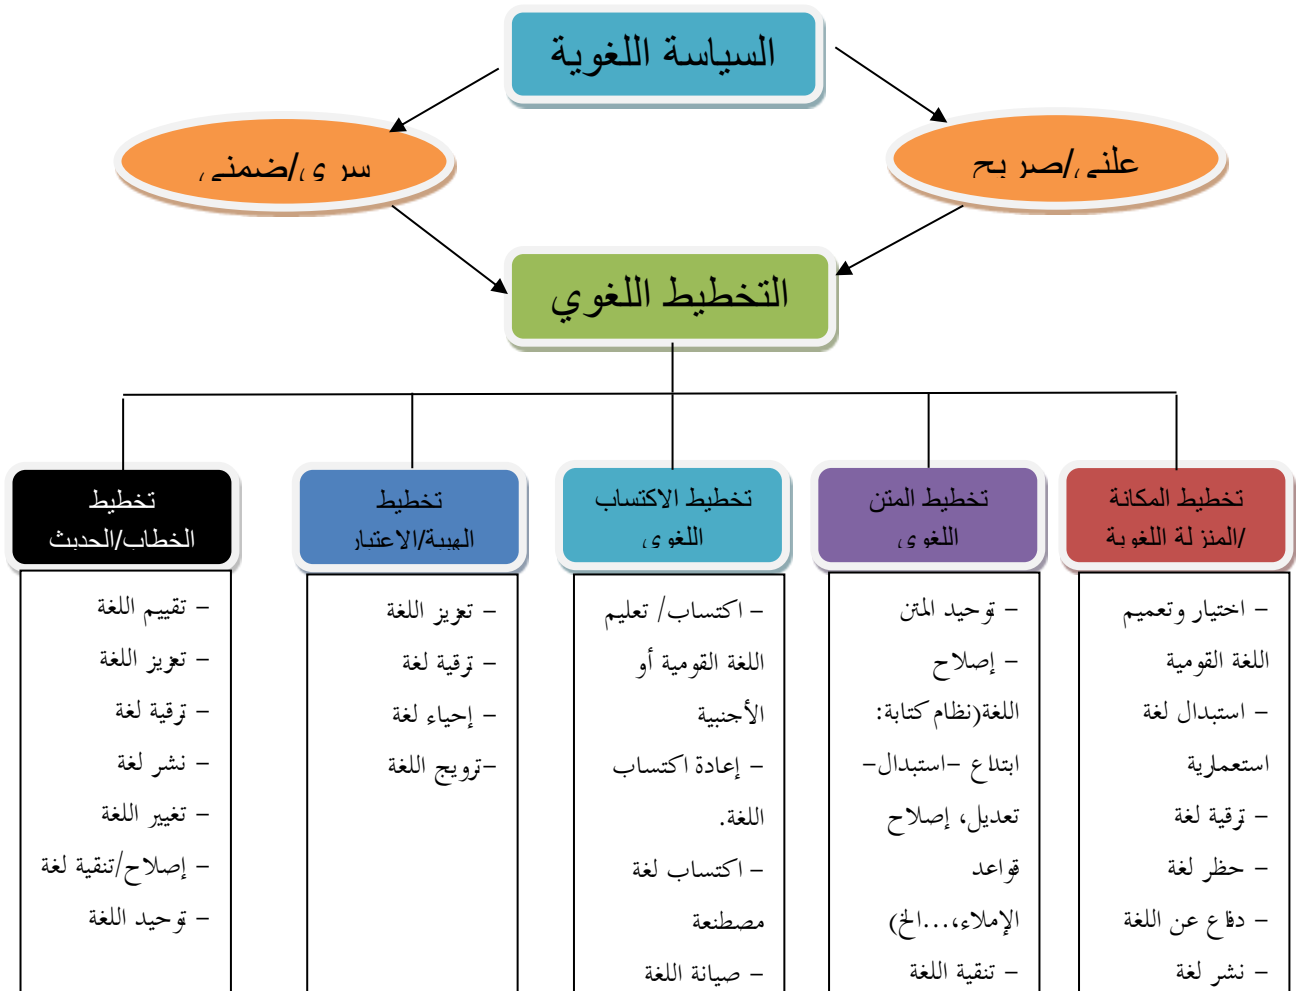 السياسة اللغوية
علني/صريح
سري/ضمني
التخطيط اللغوي
تخطيط المكانة
/المنزلة اللغوية
- اختيار وتعميم
اللغة القومية
- استبدال لغة
استعمارية
- ترقية لغة
- حظر لغة
- دفاع عن اللغة
- نشر لغة
تخطيط المتن
اللغوي
- توحيد المتن
- إصلاح
اللغة(نظام كتابة:
ابتداع -استبدال-
تعديل، إصلاح
قواعد
الإملاء،...الخ)
- تنقية اللغة
تخطيط الاكتساب
اللغوي
- اكتساب/ تعليم
اللغة القومية أو
الأجنبية
- إعادة اكتساب
اللغة.
- اكتساب لغة
مصطنعة
- صيانة اللغة
تخطيط
الهيبة/الاعتبار
- تعزيز اللغة
- ترقية لغة
- إحياء لغة
-ترويج اللغة
تخطيط
الخطاب/الحديث
- تقييم اللغة
- تعزيز اللغة
- ترقية لغة
- نشر لغة
- تغيير اللغة
- إصلاح/تنقية لغة
- توحيد اللغة